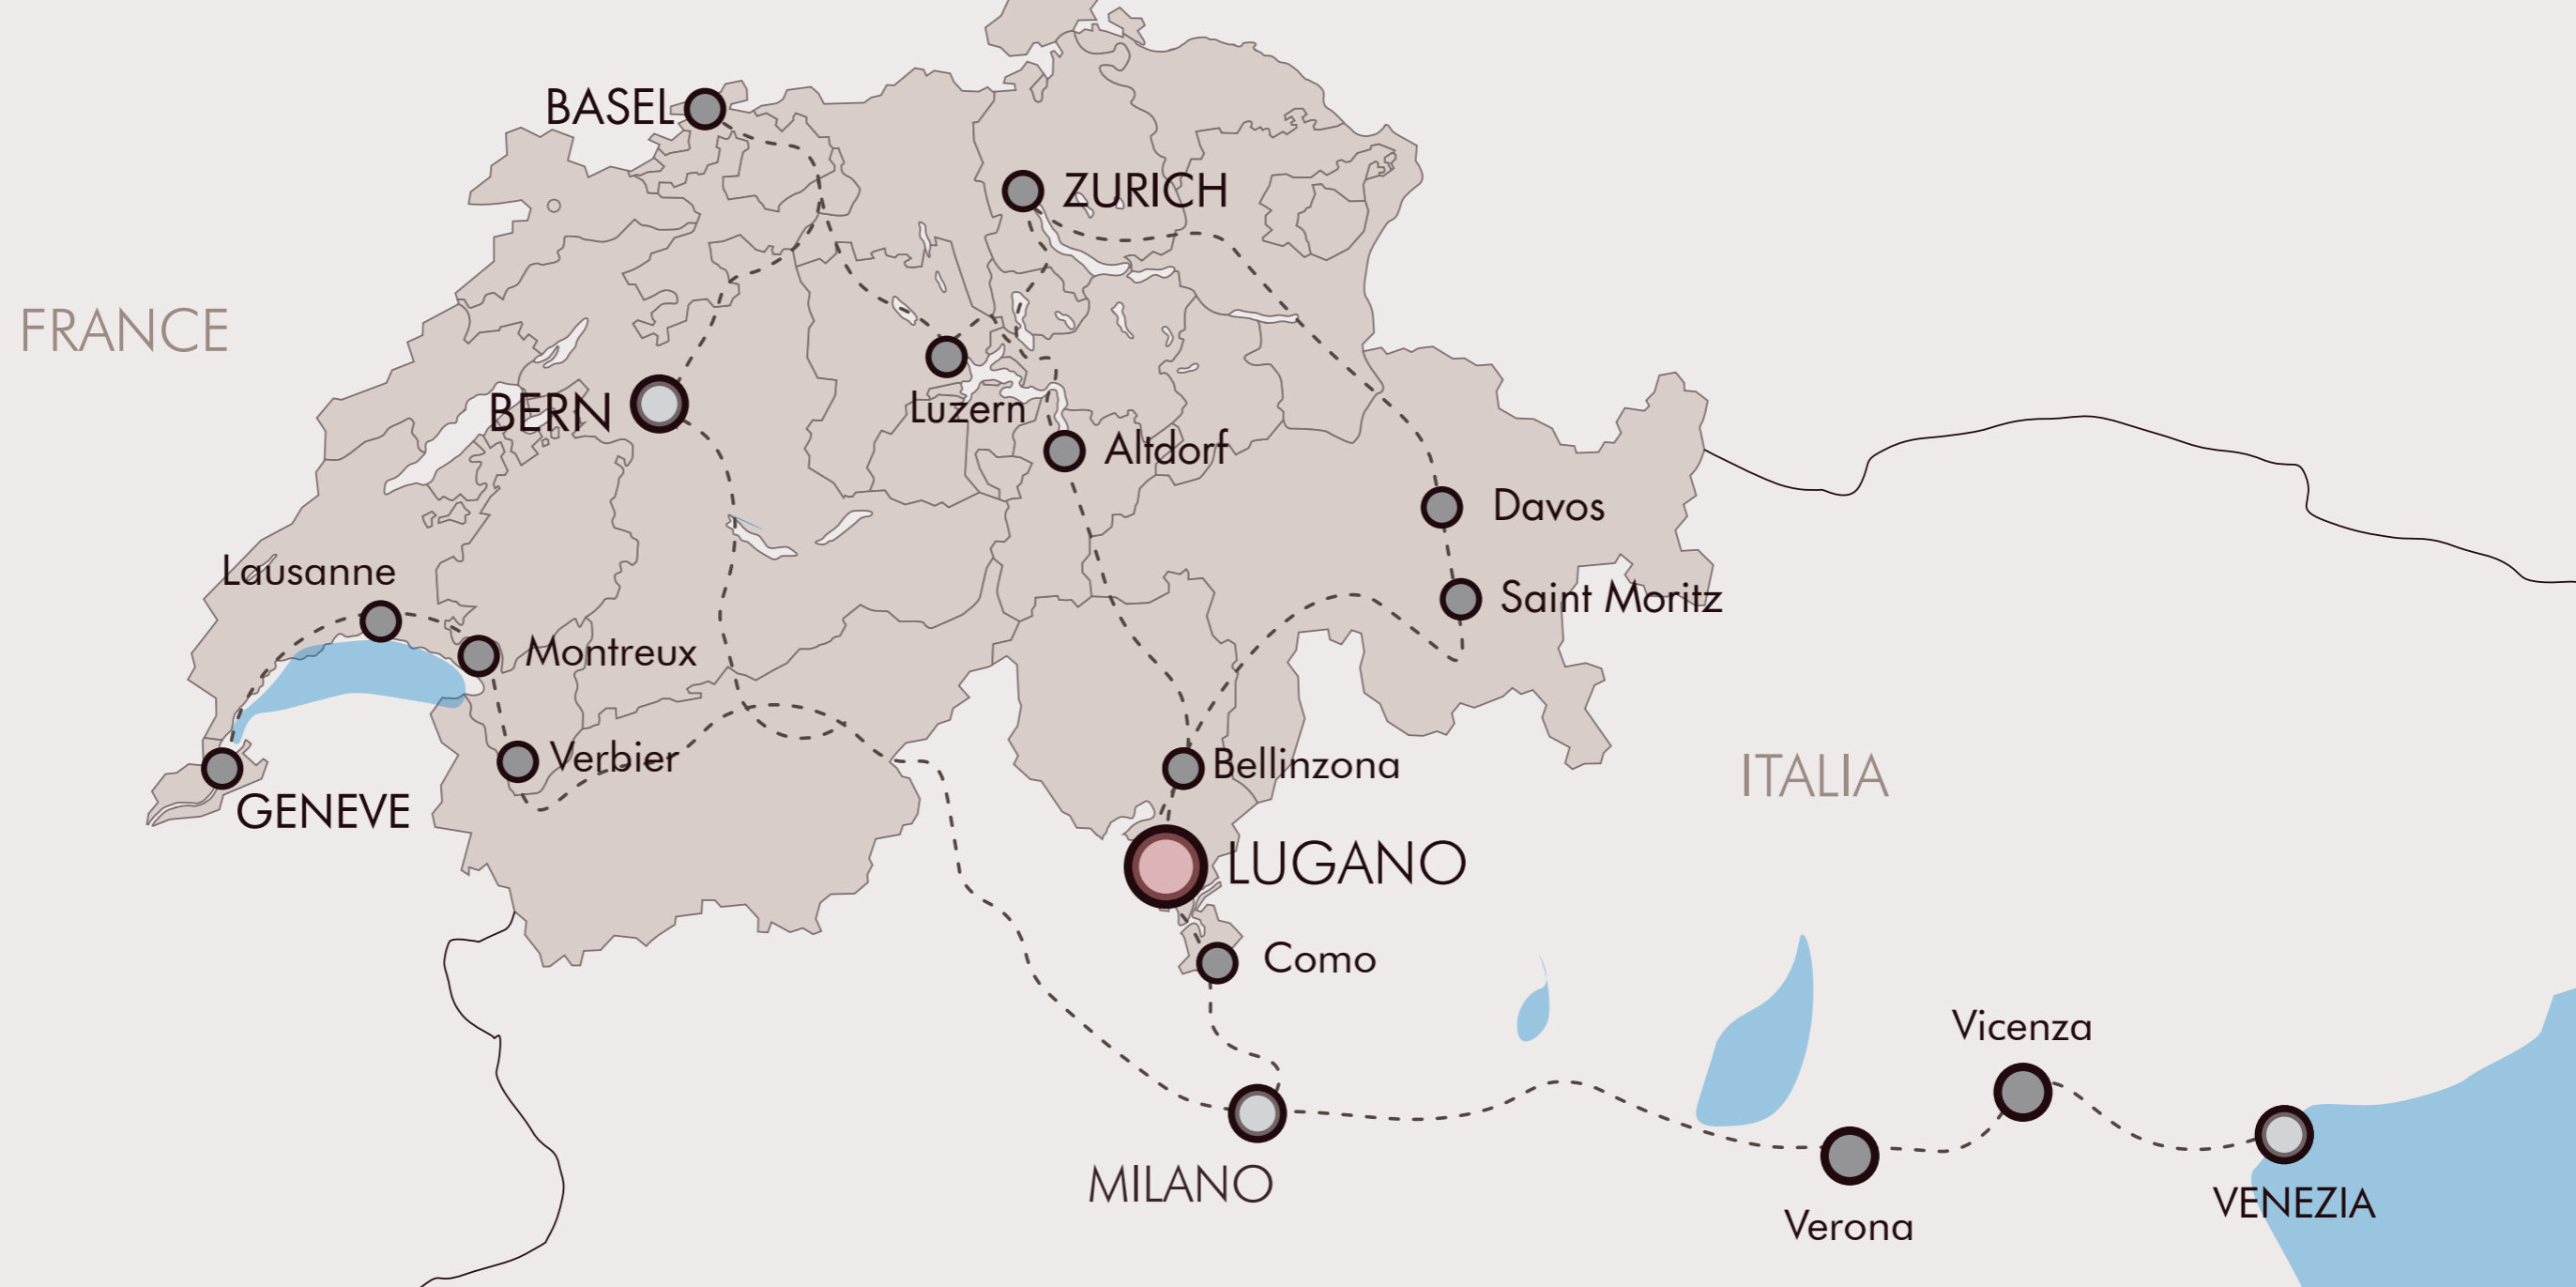 BASEL
ZURICH
FRANCE
BERN
Luzern
Altdorf
Davos
Lausanne
Saint Moritz
Montreux
Verbier
Bellinzona
ITALIA
GENEVE
LUGANO
Como
Vicenza
MILANO
VENEZIA
Verona